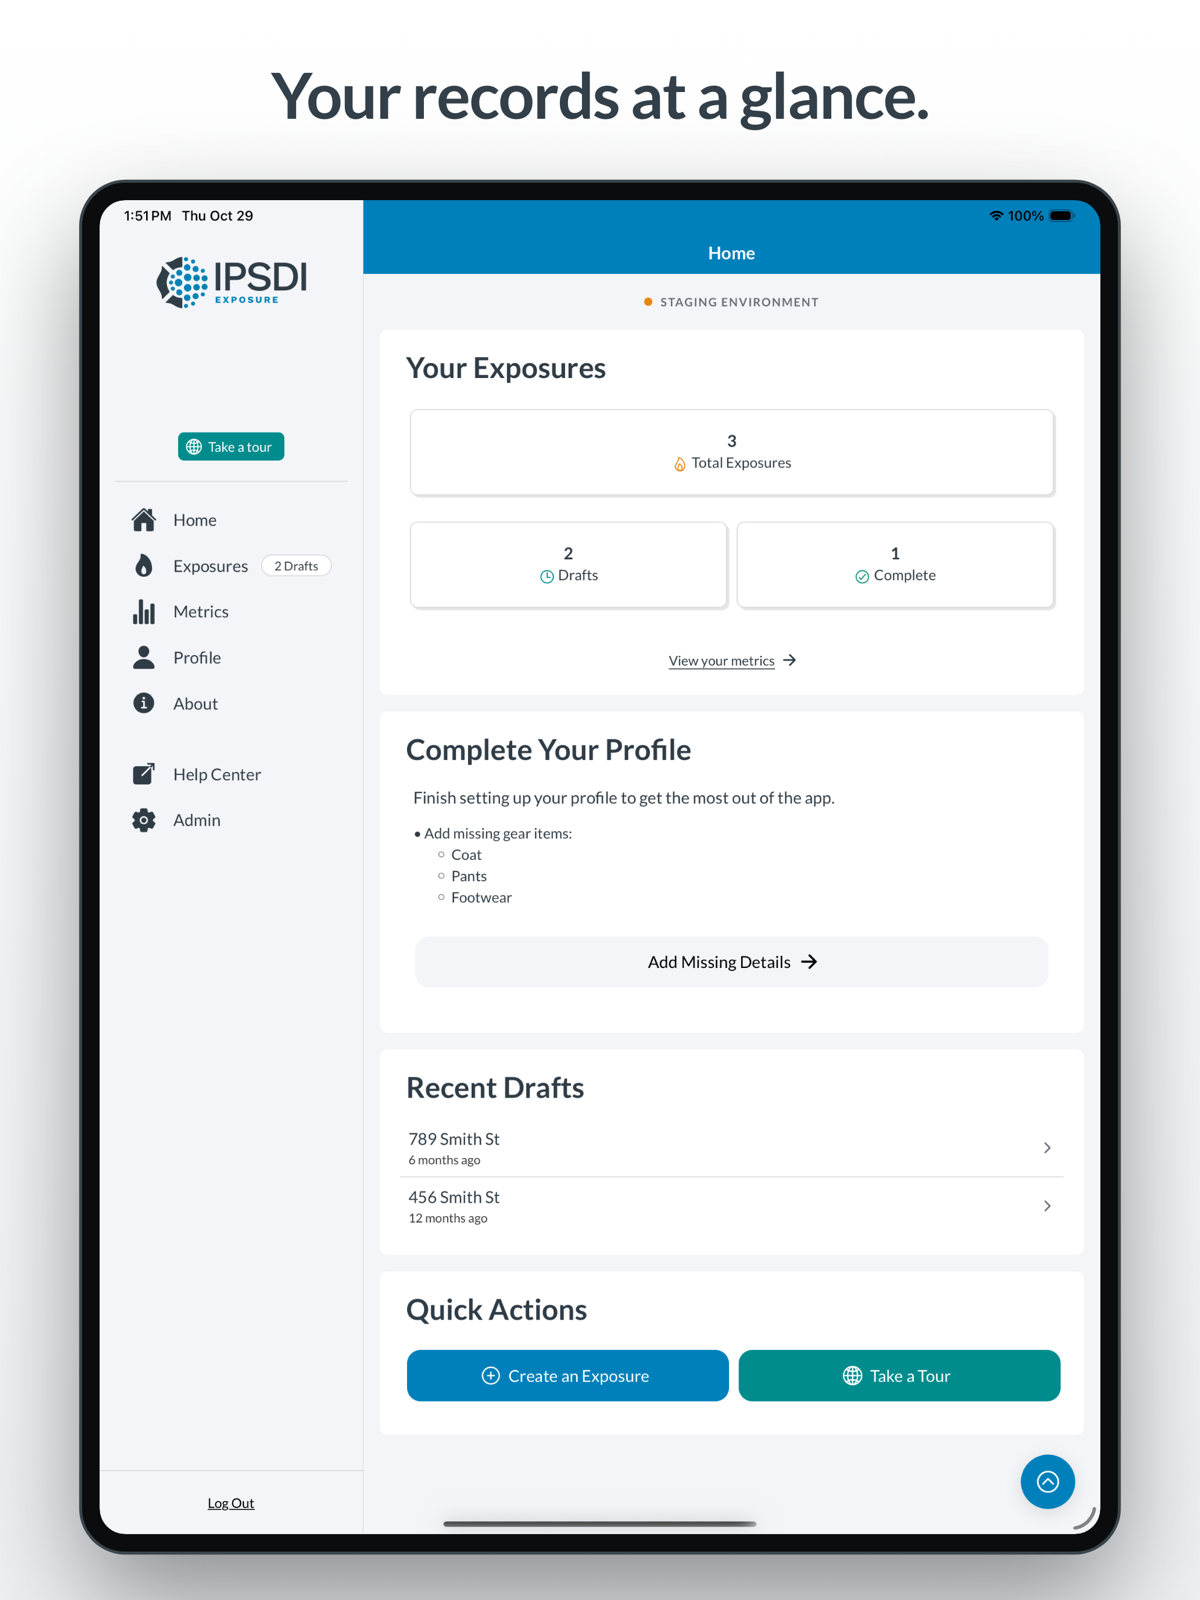 Your records at a glance.
1:51 PM Thu Oct 29
100%
IPSDI
EXPOSURE
Take a tour
Home
Exposures 2 Drafts
Metrics
Profile
About
Help Center
Admin
Log Out
Home
STAGING ENVIRONMENT
Your Exposures
3
Total Exposures
2
Drafts
1
Complete
View your metrics
Complete Your Profile
Finish setting up your profile to get the most out of the app.
• Add missing gear items:
○ Coat
○ Pants
○ Footwear
Add Missing Details
Recent Drafts
789 Smith St
6 months ago
456 Smith St
12 months ago
Quick Actions
Create an Exposure
Take a Tour